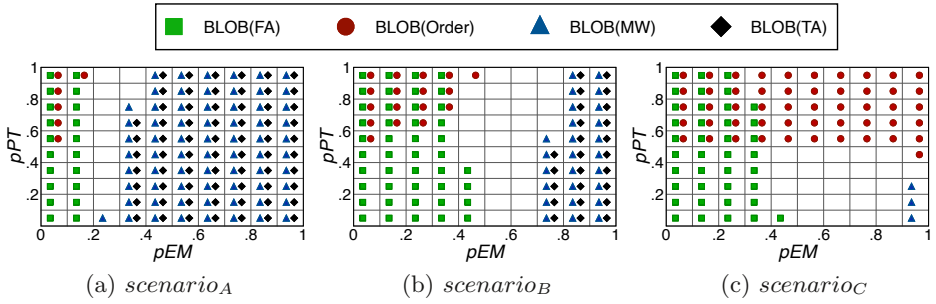 BLOB(FA) BLOB(Order) BLOB(MW) BLOB(TA)
1 1 1
.8 .8 .8
.6 .6 .6
.4 .4 .4
.2 .2 .2
pPT pPT pPT
0 .2 .4 .6 .8 1 0 .2 .4 .6 .8 1 0 .2 .4 .6 .8 1
pEM pEM pEM
(a) scenarioA (b) scenarioB (c) scenarioC